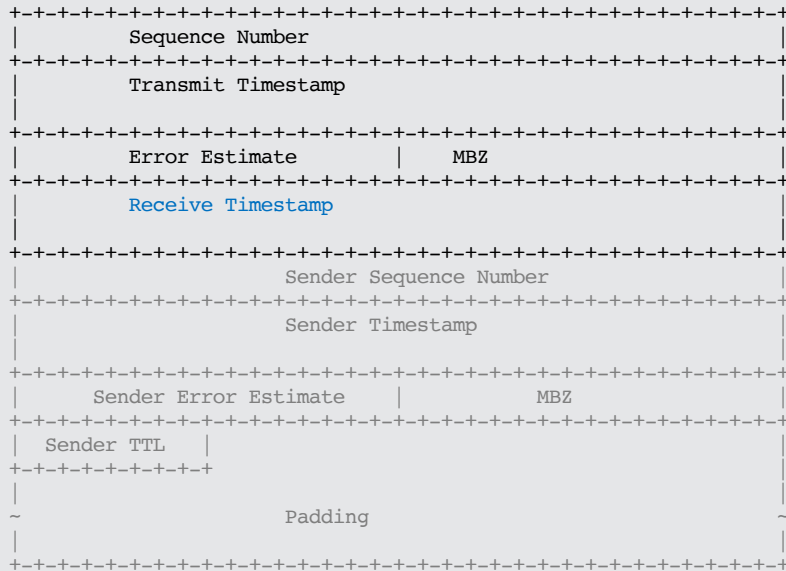 +-+-+-+-+-+-+-+-+-+-+-+-+-+-+-+-+-+-+-+-+-+-+-+-+-+-+-+-+-+-+-+-+
|         Sequence Number                                       |
+-+-+-+-+-+-+-+-+-+-+-+-+-+-+-+-+-+-+-+-+-+-+-+-+-+-+-+-+-+-+-+-+
|         Transmit Timestamp                                    |
|                                                               |
+-+-+-+-+-+-+-+-+-+-+-+-+-+-+-+-+-+-+-+-+-+-+-+-+-+-+-+-+-+-+-+-+
|         Error Estimate        |    MBZ                        |
+-+-+-+-+-+-+-+-+-+-+-+-+-+-+-+-+-+-+-+-+-+-+-+-+-+-+-+-+-+-+-+-+
|         Receive Timestamp                                     |
|                                                               |
+-+-+-+-+-+-+-+-+-+-+-+-+-+-+-+-+-+-+-+-+-+-+-+-+-+-+-+-+-+-+-+-+
|                      Sender Sequence Number                   |
+-+-+-+-+-+-+-+-+-+-+-+-+-+-+-+-+-+-+-+-+-+-+-+-+-+-+-+-+-+-+-+-+
|                      Sender Timestamp                         |
|                                                               |
+-+-+-+-+-+-+-+-+-+-+-+-+-+-+-+-+-+-+-+-+-+-+-+-+-+-+-+-+-+-+-+-+
|      Sender Error Estimate    |           MBZ                 |
+-+-+-+-+-+-+-+-+-+-+-+-+-+-+-+-+-+-+-+-+-+-+-+-+-+-+-+-+-+-+-+-+
|  Sender TTL   |                                               |
+-+-+-+-+-+-+-+-+                                               |
|                                                               |
~                      Padding                                  ~
|                                                               |
+-+-+-+-+-+-+-+-+-+-+-+-+-+-+-+-+-+-+-+-+-+-+-+-+-+-+-+-+-+-+-+-+